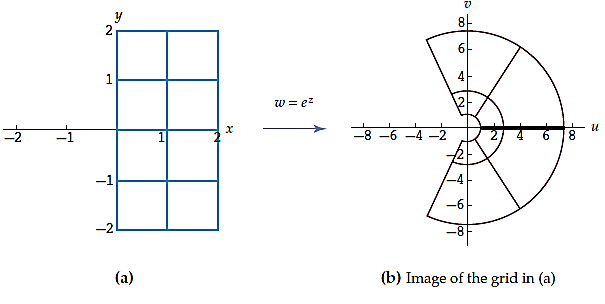 y
2
1
w = e^z
−2 −1 1 2 x
−1
−2
(a)
v
8
6
4
2
−8 −6 −4 −2 2 4 6 8 u
−2
−4
−6
−8
(b) Image of the grid in (a)